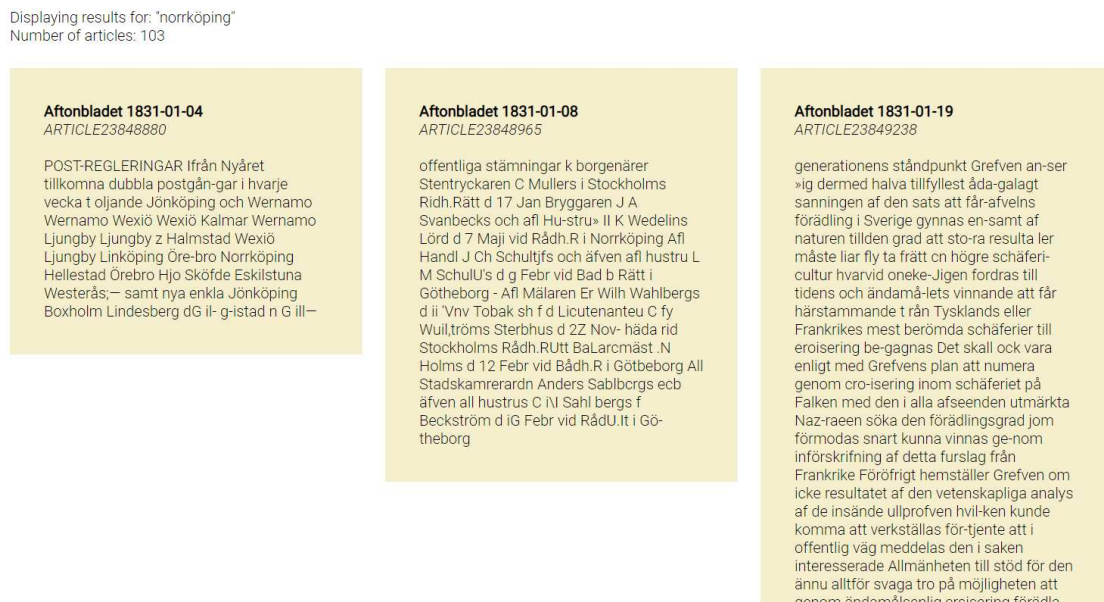 Displaying results for: "norrköping"
Number of articles: 103
Aftonbladet 1831-01-04
ARTICLE23848880
POST-REGLERINGAR Ifrån Nyåret
tillkomna dubbla postgån-gar i hvarje
vecka t oljande Jönköping och Wernamo
Wernamo Wexiö Wexiö Kalmar Wernamo
Ljungby Ljungby z Halmstad Wexiö
Ljungby Linköping Öre-bro Norrköping
Hellestad Örebro Hjo Sköfde Eskilstuna
Westerås;— samt nya enkla Jönköping
Boxholm Lindesberg dG il- g-istad n G ill—
Aftonbladet 1831-01-08
ARTICLE23848965
offentliga stämningar k borgenärer
Stentryckaren C Mullers i Stockholms
Ridh.Rätt d 17 Jan Bryggaren J A
Svanbecks och afl Hu-stru» II K Wedelins
Lörd d 7 Maji vid Rådh.R i Norrköping Afl
Handl J Ch Schultjfs och äfven afl hustru L
M SchulU's d g Febr vid Bad b Rätt i
Götheborg - Afl Mälaren Er Wilh Wahlbergs
d ii 'Vnv Tobak sh f d Licutenanteu C fy
Wuil,tröms Sterbhus d 2Z Nov- häda rid
Stockholms Rådh.RUtt BaLarcmäst .N
Holms d 12 Febr vid Bådh.R i Götbeborg All
Stadskamrerardn Anders Sablbcrgs ecb
äfven all hustrus C i\I Sahl bergs f
Beckström d iG Febr vid RådU.It i Gö-
theborg
Aftonbladet 1831-01-19
ARTICLE23849238
generationens ståndpunkt Grefven an-ser
»ig dermed halva tillfyllest åda-galagt
sanningen af den sats att får-afvelns
förädling i Sverige gynnas en-samt af
naturen tillden grad att sto-ra resulta ler
måste liar fly ta frätt cn högre schäferi-
cultur hvarvid oneke-Jigen fordras till
tidens och ändamå-lets vinnande att får
härstammande t rån Tysklands eller
Frankrikes mest berömda schäferier till
eroisering be-gagnas Det skall ock vara
enligt med Grefvens plan att numera
genom cro-isering inom schäferiet på
Falken med den i alla afseenden utmärkta
Naz-raeen söka den förädlingsgrad jom
förmodas snart kunna vinnas ge-nom
införskrifning af detta furslag från
Frankrike Föröfrigt hemställer Grefven om
icke resultatet af den vetenskapliga analys
af de insände ullprofven hvil-ken kunde
komma att verkställas för-tjente att i
offentlig väg meddelas den i saken
interesserade Allmänheten till stöd för den
ännu alltför svaga tro på möjligheten att
genom ändamålsenlig ersisering förädle